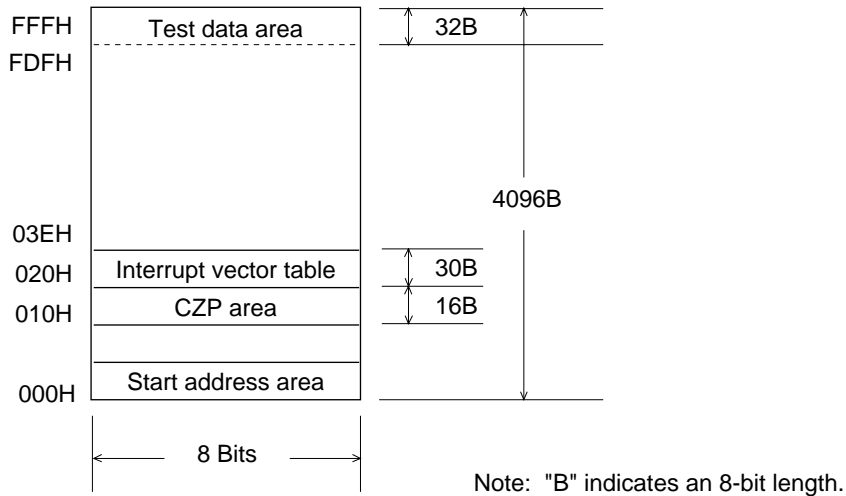 FFFH
Test data area
32B
FDFH
4096B
03EH
020H
Interrupt vector table
30B
010H
CZP area
16B
000H
Start address area
8 Bits
Note: "B" indicates an 8-bit length.